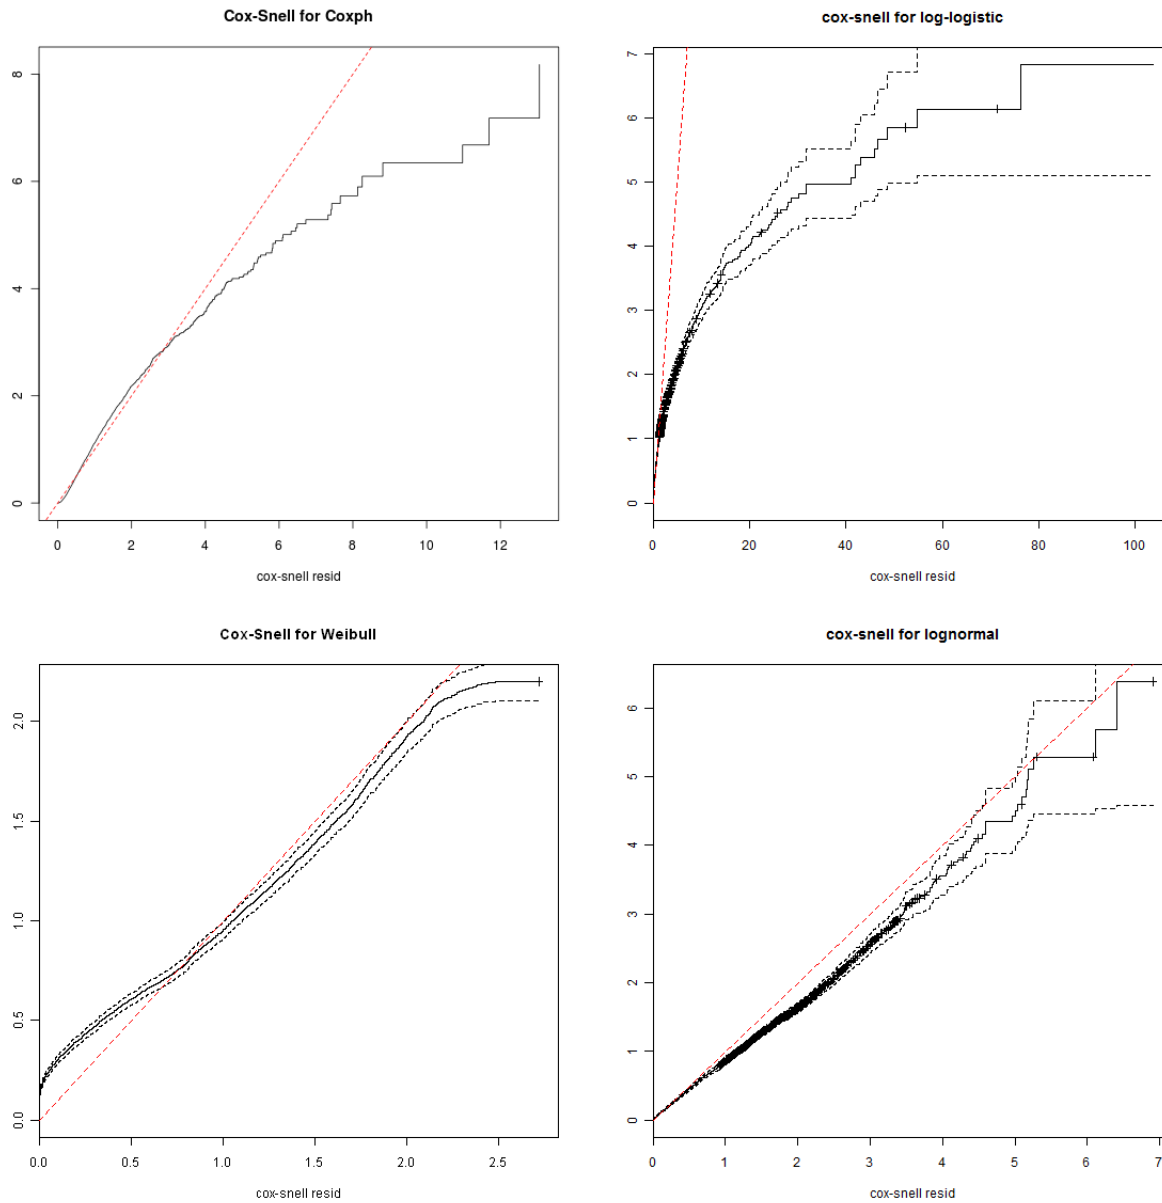 Cox-Snell for Coxph
8
6
4
2
0
0 2 4 6 8 10 12
cox-snell resid
cox-snell for log-logistic
7
6
5
4
3
2
1
0
0 20 40 60 80 100
cox-snell resid
Cox-Snell for Weibull
2.0
1.5
1.0
0.5
0.0
0.0 0.5 1.0 1.5 2.0 2.5
cox-snell resid
cox-snell for lognormal
6
5
4
3
2
1
0
0 1 2 3 4 5 6 7
cox-snell resid